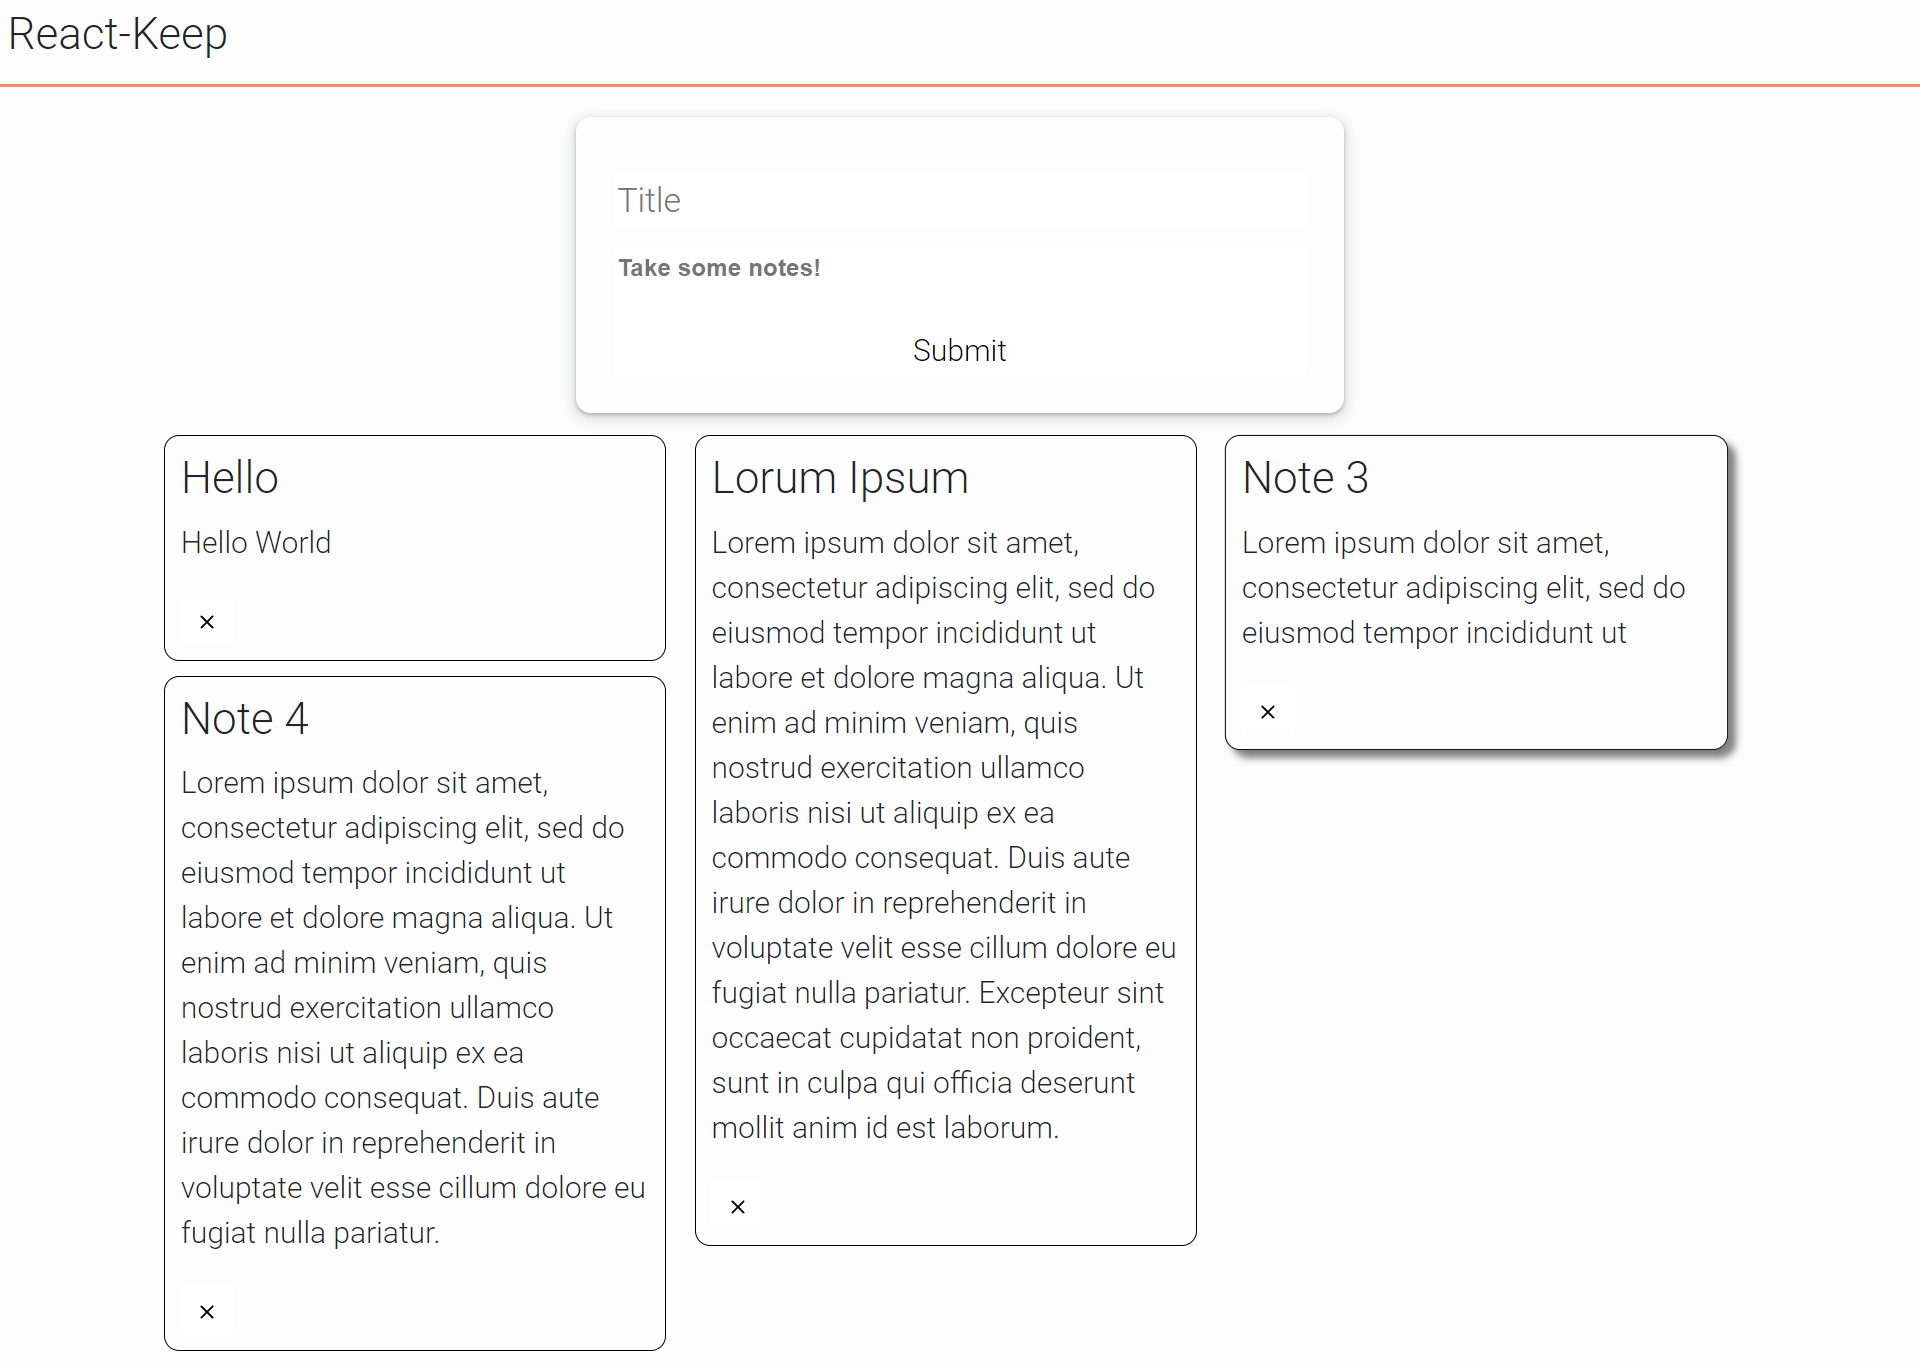 React-Keep
Title
Take some notes!
Submit
Hello
Hello World
×
Note 4
Lorem ipsum dolor sit amet,
consectetur adipiscing elit, sed do
eiusmod tempor incididunt ut
labore et dolore magna aliqua. Ut
enim ad minim veniam, quis
nostrud exercitation ullamco
laboris nisi ut aliquip ex ea
commodo consequat. Duis aute
irure dolor in reprehenderit in
voluptate velit esse cillum dolore eu
fugiat nulla pariatur.
×
Lorum Ipsum
Lorem ipsum dolor sit amet,
consectetur adipiscing elit, sed do
eiusmod tempor incididunt ut
labore et dolore magna aliqua. Ut
enim ad minim veniam, quis
nostrud exercitation ullamco
laboris nisi ut aliquip ex ea
commodo consequat. Duis aute
irure dolor in reprehenderit in
voluptate velit esse cillum dolore eu
fugiat nulla pariatur. Excepteur sint
occaecat cupidatat non proident,
sunt in culpa qui officia deserunt
mollit anim id est laborum.
×
Note 3
Lorem ipsum dolor sit amet,
consectetur adipiscing elit, sed do
eiusmod tempor incididunt ut
×